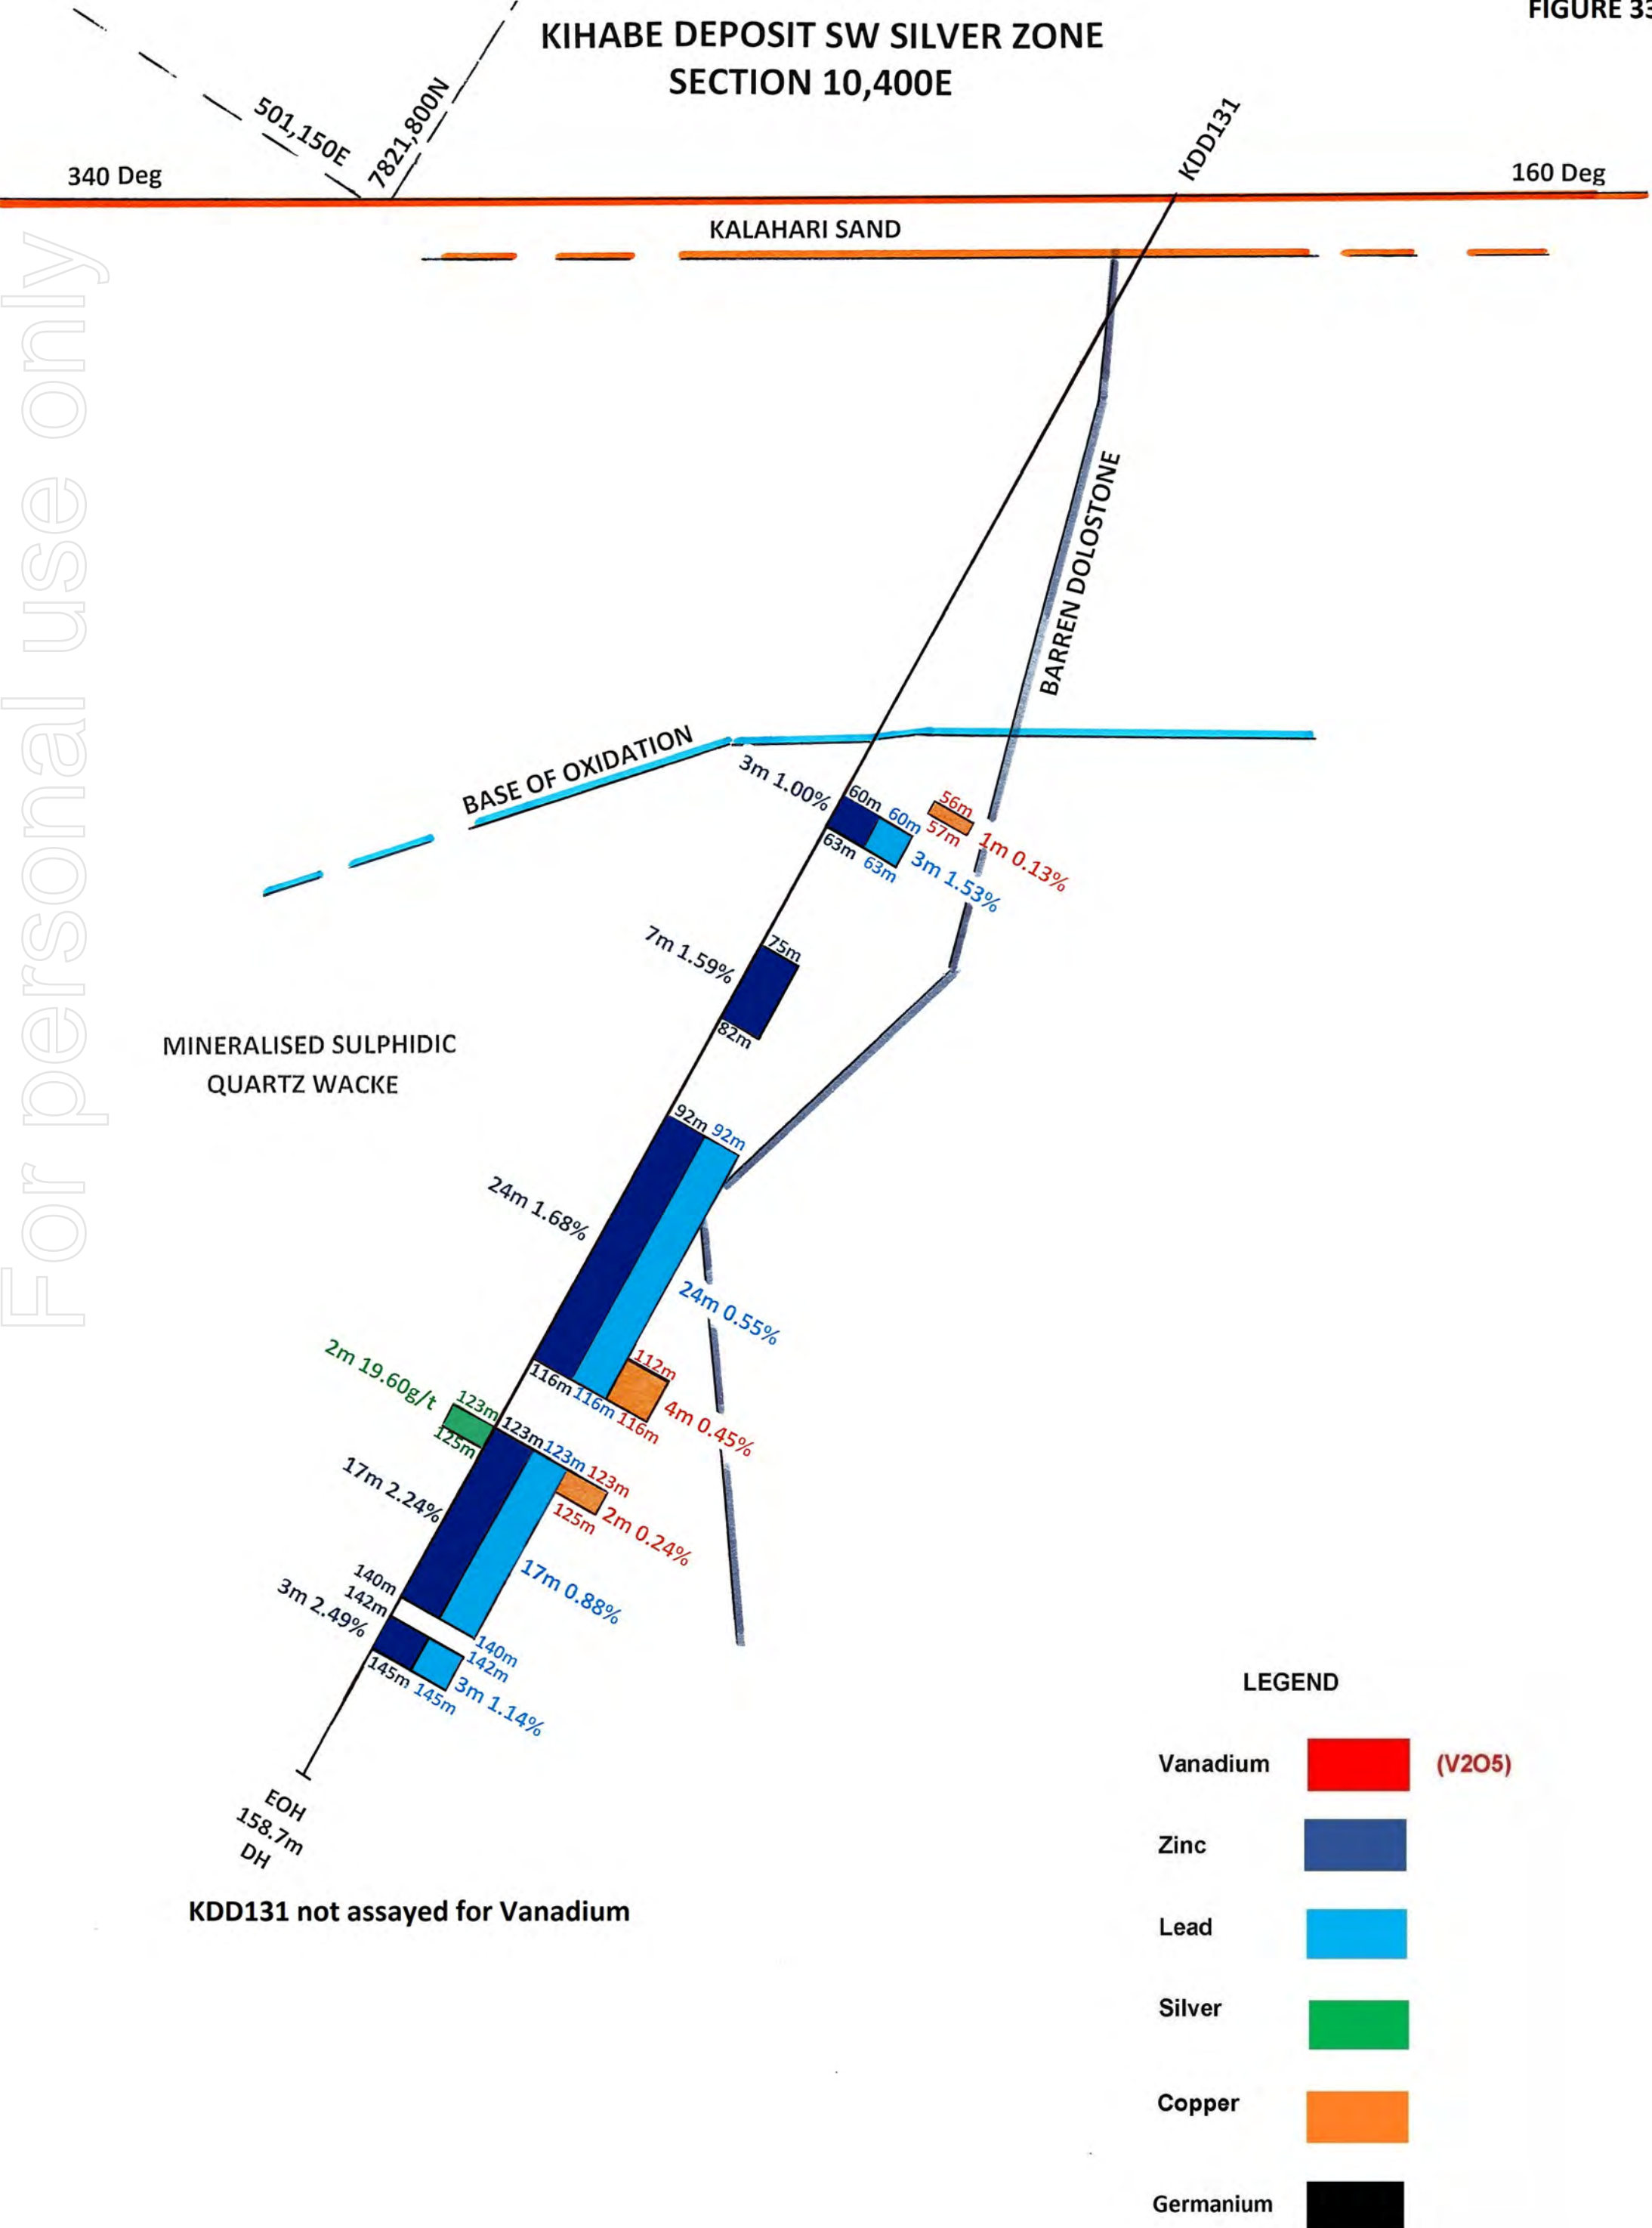 FIGURE 33
KIHABE DEPOSIT SW SILVER ZONE
SECTION 10,400E
501,150E
7821,800N
KDD131
340 Deg
160 Deg
KALAHARI SAND
For personal use only
BARREN DOLOSTONE
BASE OF OXIDATION
3m 1.00%
60m
60m
56m
57m
1m 0.13%
63m
63m
3m 1.53%
7m 1.59%
75m
82m
MINERALISED SULPHIDIC
QUARTZ WACKE
92m
92m
24m 1.68%
24m 0.55%
112m
116m
116m
116m
4m 0.45%
2m 19.60g/t
123m
125m
123m
123m
123m
125m
2m 0.24%
17m 2.24%
17m 0.88%
140m
142m
3m 2.49%
140m
142m
145m
145m
3m 1.14%
EOH
158.7m
DH
KDD131 not assayed for Vanadium
LEGEND
Vanadium
(V2O5)
Zinc
Lead
Silver
Copper
Germanium